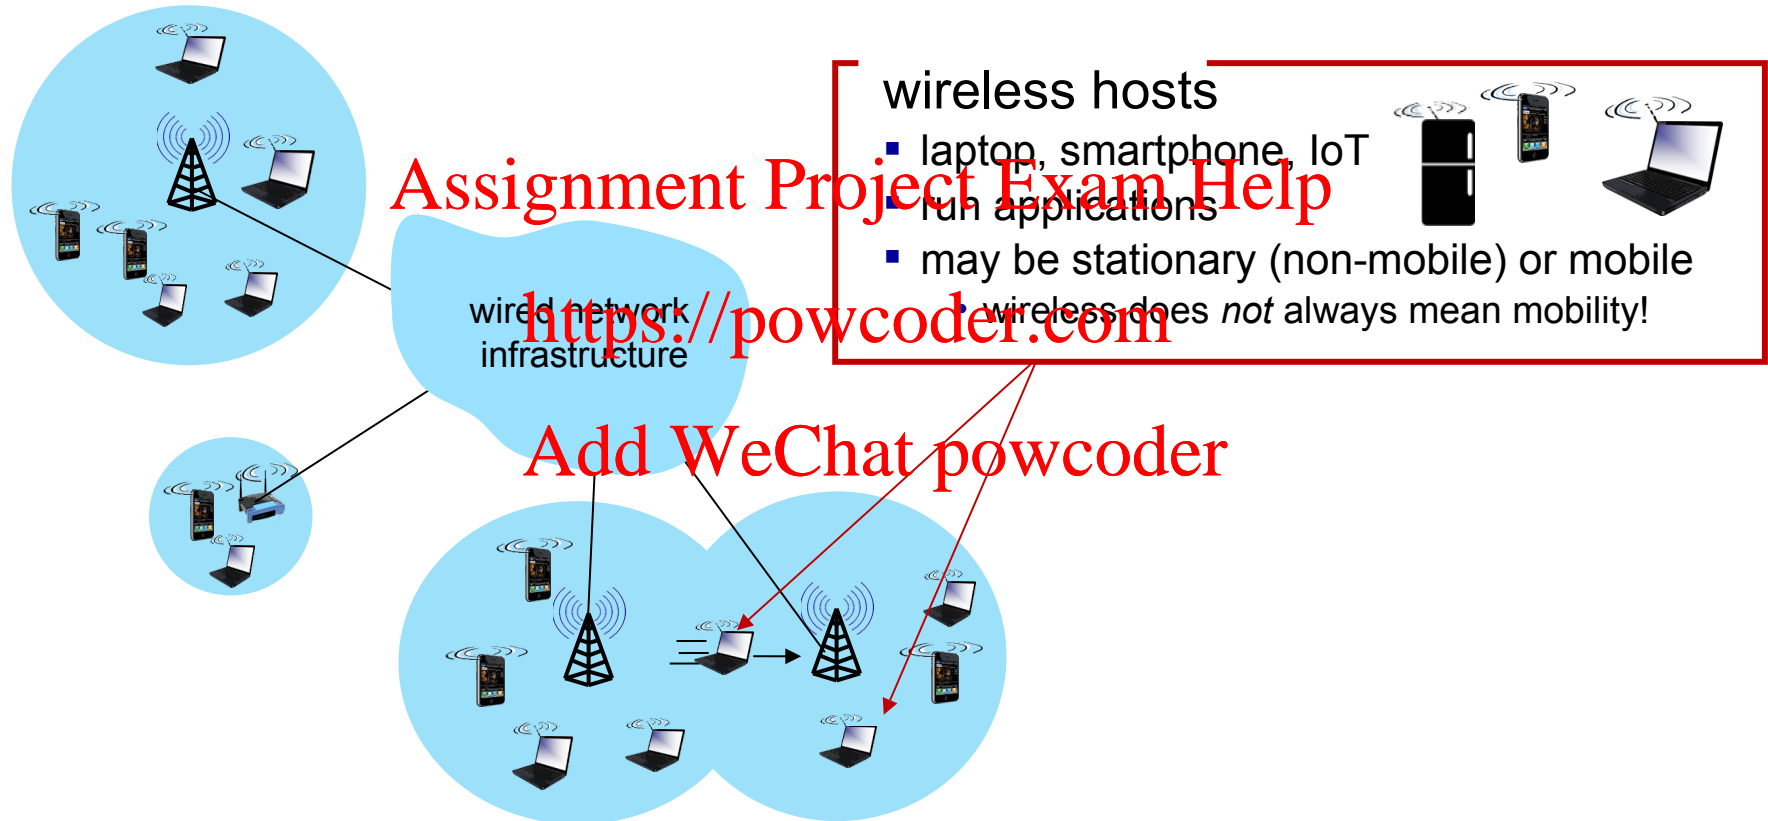 wireless hosts
▪ laptop, smartphone, IoT
Assignment Project Exam Help
▪ run applications
▪ may be stationary (non-mobile) or mobile
wired network
infrastructure
https://powcoder.com
• wireless does not always mean mobility!
Add WeChat powcoder